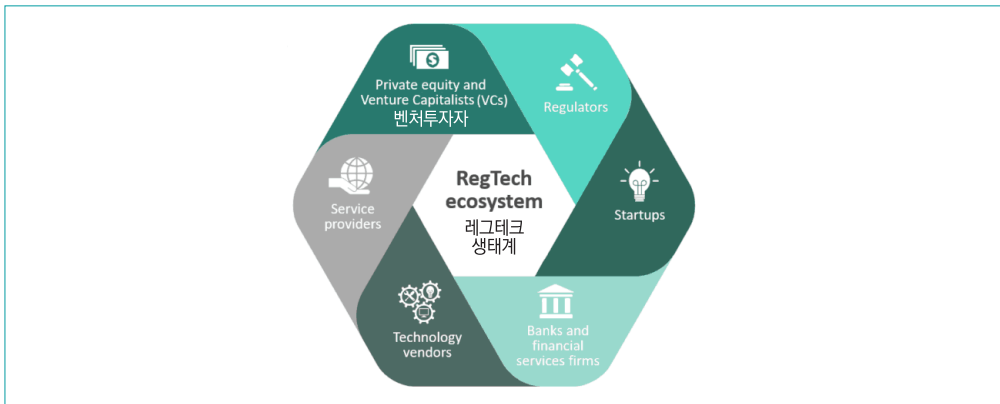 Private equity and
Venture Capitalists (VCs)
벤처투자자
Regulators
Startups
Banks and
financial
services firms
Technology
vendors
Service
providers
RegTech
ecosystem
레그테크
생태계